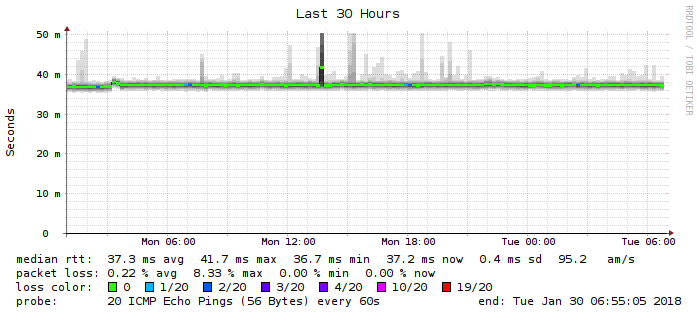 Last 30 Hours
RRDTOOL / TOBI OETIKER
Seconds
50 m
40 m
30 m
20 m
10 m
0
Mon 06:00 Mon 12:00 Mon 18:00 Tue 00:00 Tue 06:00
median rtt: 37.3 ms avg 41.7 ms max 36.7 ms min 37.2 ms now 0.4 ms sd 95.2 am/s
packet loss: 0.22 % avg 8.33 % max 0.00 % min 0.00 % now
loss color: 0 1/20 2/20 3/20 4/20 10/20 19/20
probe: 20 ICMP Echo Pings (56 Bytes) every 60s end: Tue Jan 30 06:55:05 2018